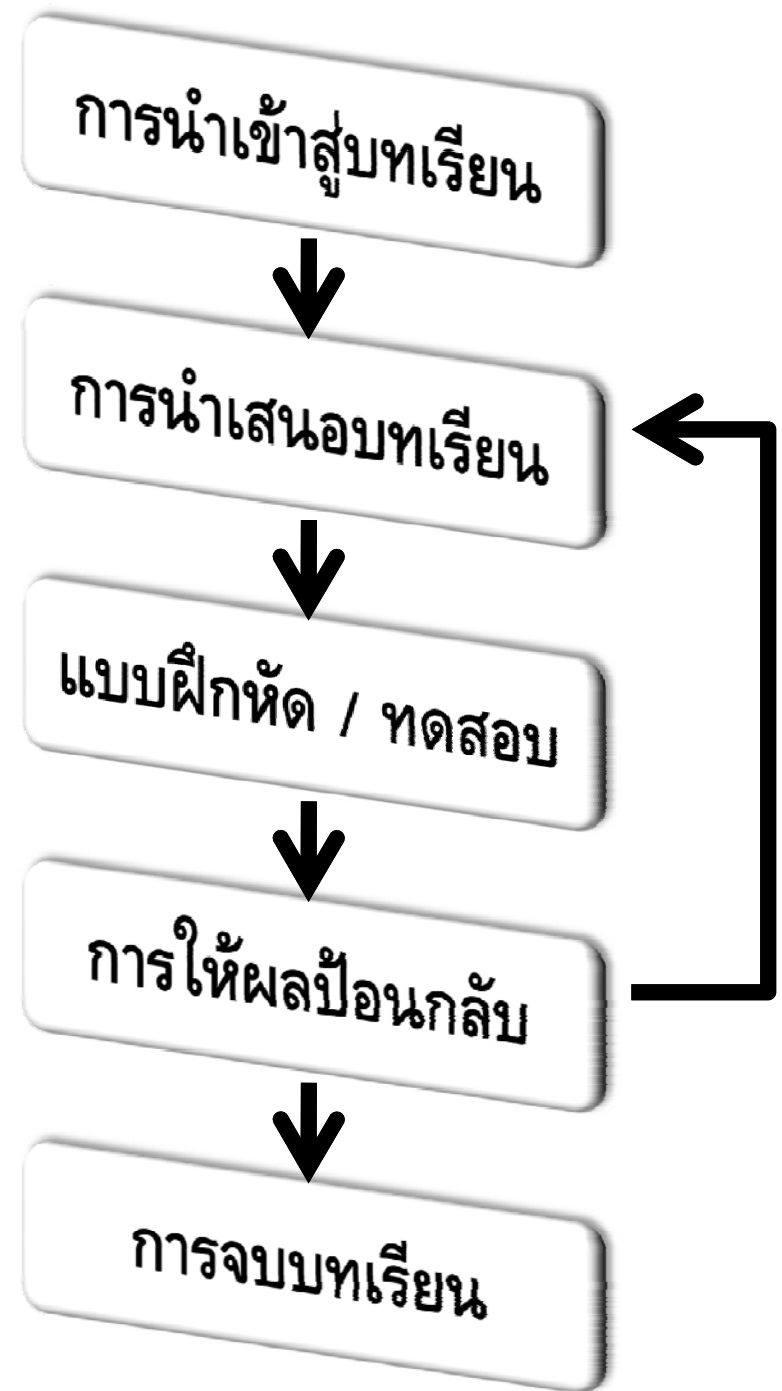 การนำเข้าสู่บทเรียน
การนำเสนอบทเรียน
แบบฝึกหัด / ทดสอบ
การให้ผลป้อนกลับ
การจบบทเรียน